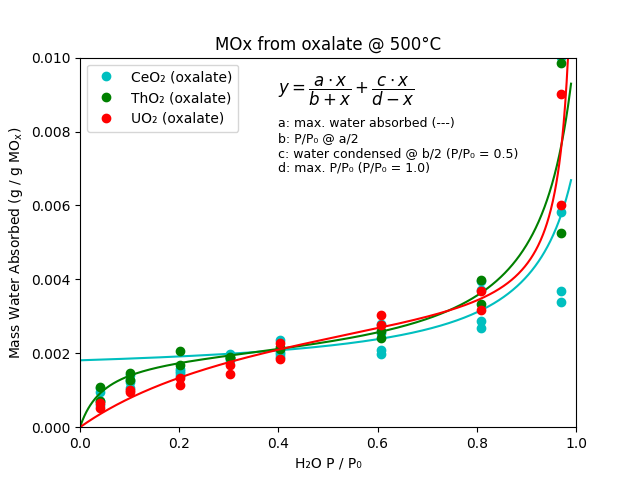 MOx from oxalate @ 500°C
0.010
0.008
0.006
0.004
0.002
0.000
Mass Water Absorbed (g / g MOₓ)
CeO₂ (oxalate)
ThO₂ (oxalate)
UO₂ (oxalate)
y = a·x/(b+x) + c·x/(d−x)
a: max. water absorbed (---)
b: P/P₀ @ a/2
c: water condensed @ b/2 (P/P₀ = 0.5)
d: max. P/P₀ (P/P₀ = 1.0)
0.0 0.2 0.4 0.6 0.8 1.0
H₂O P / P₀